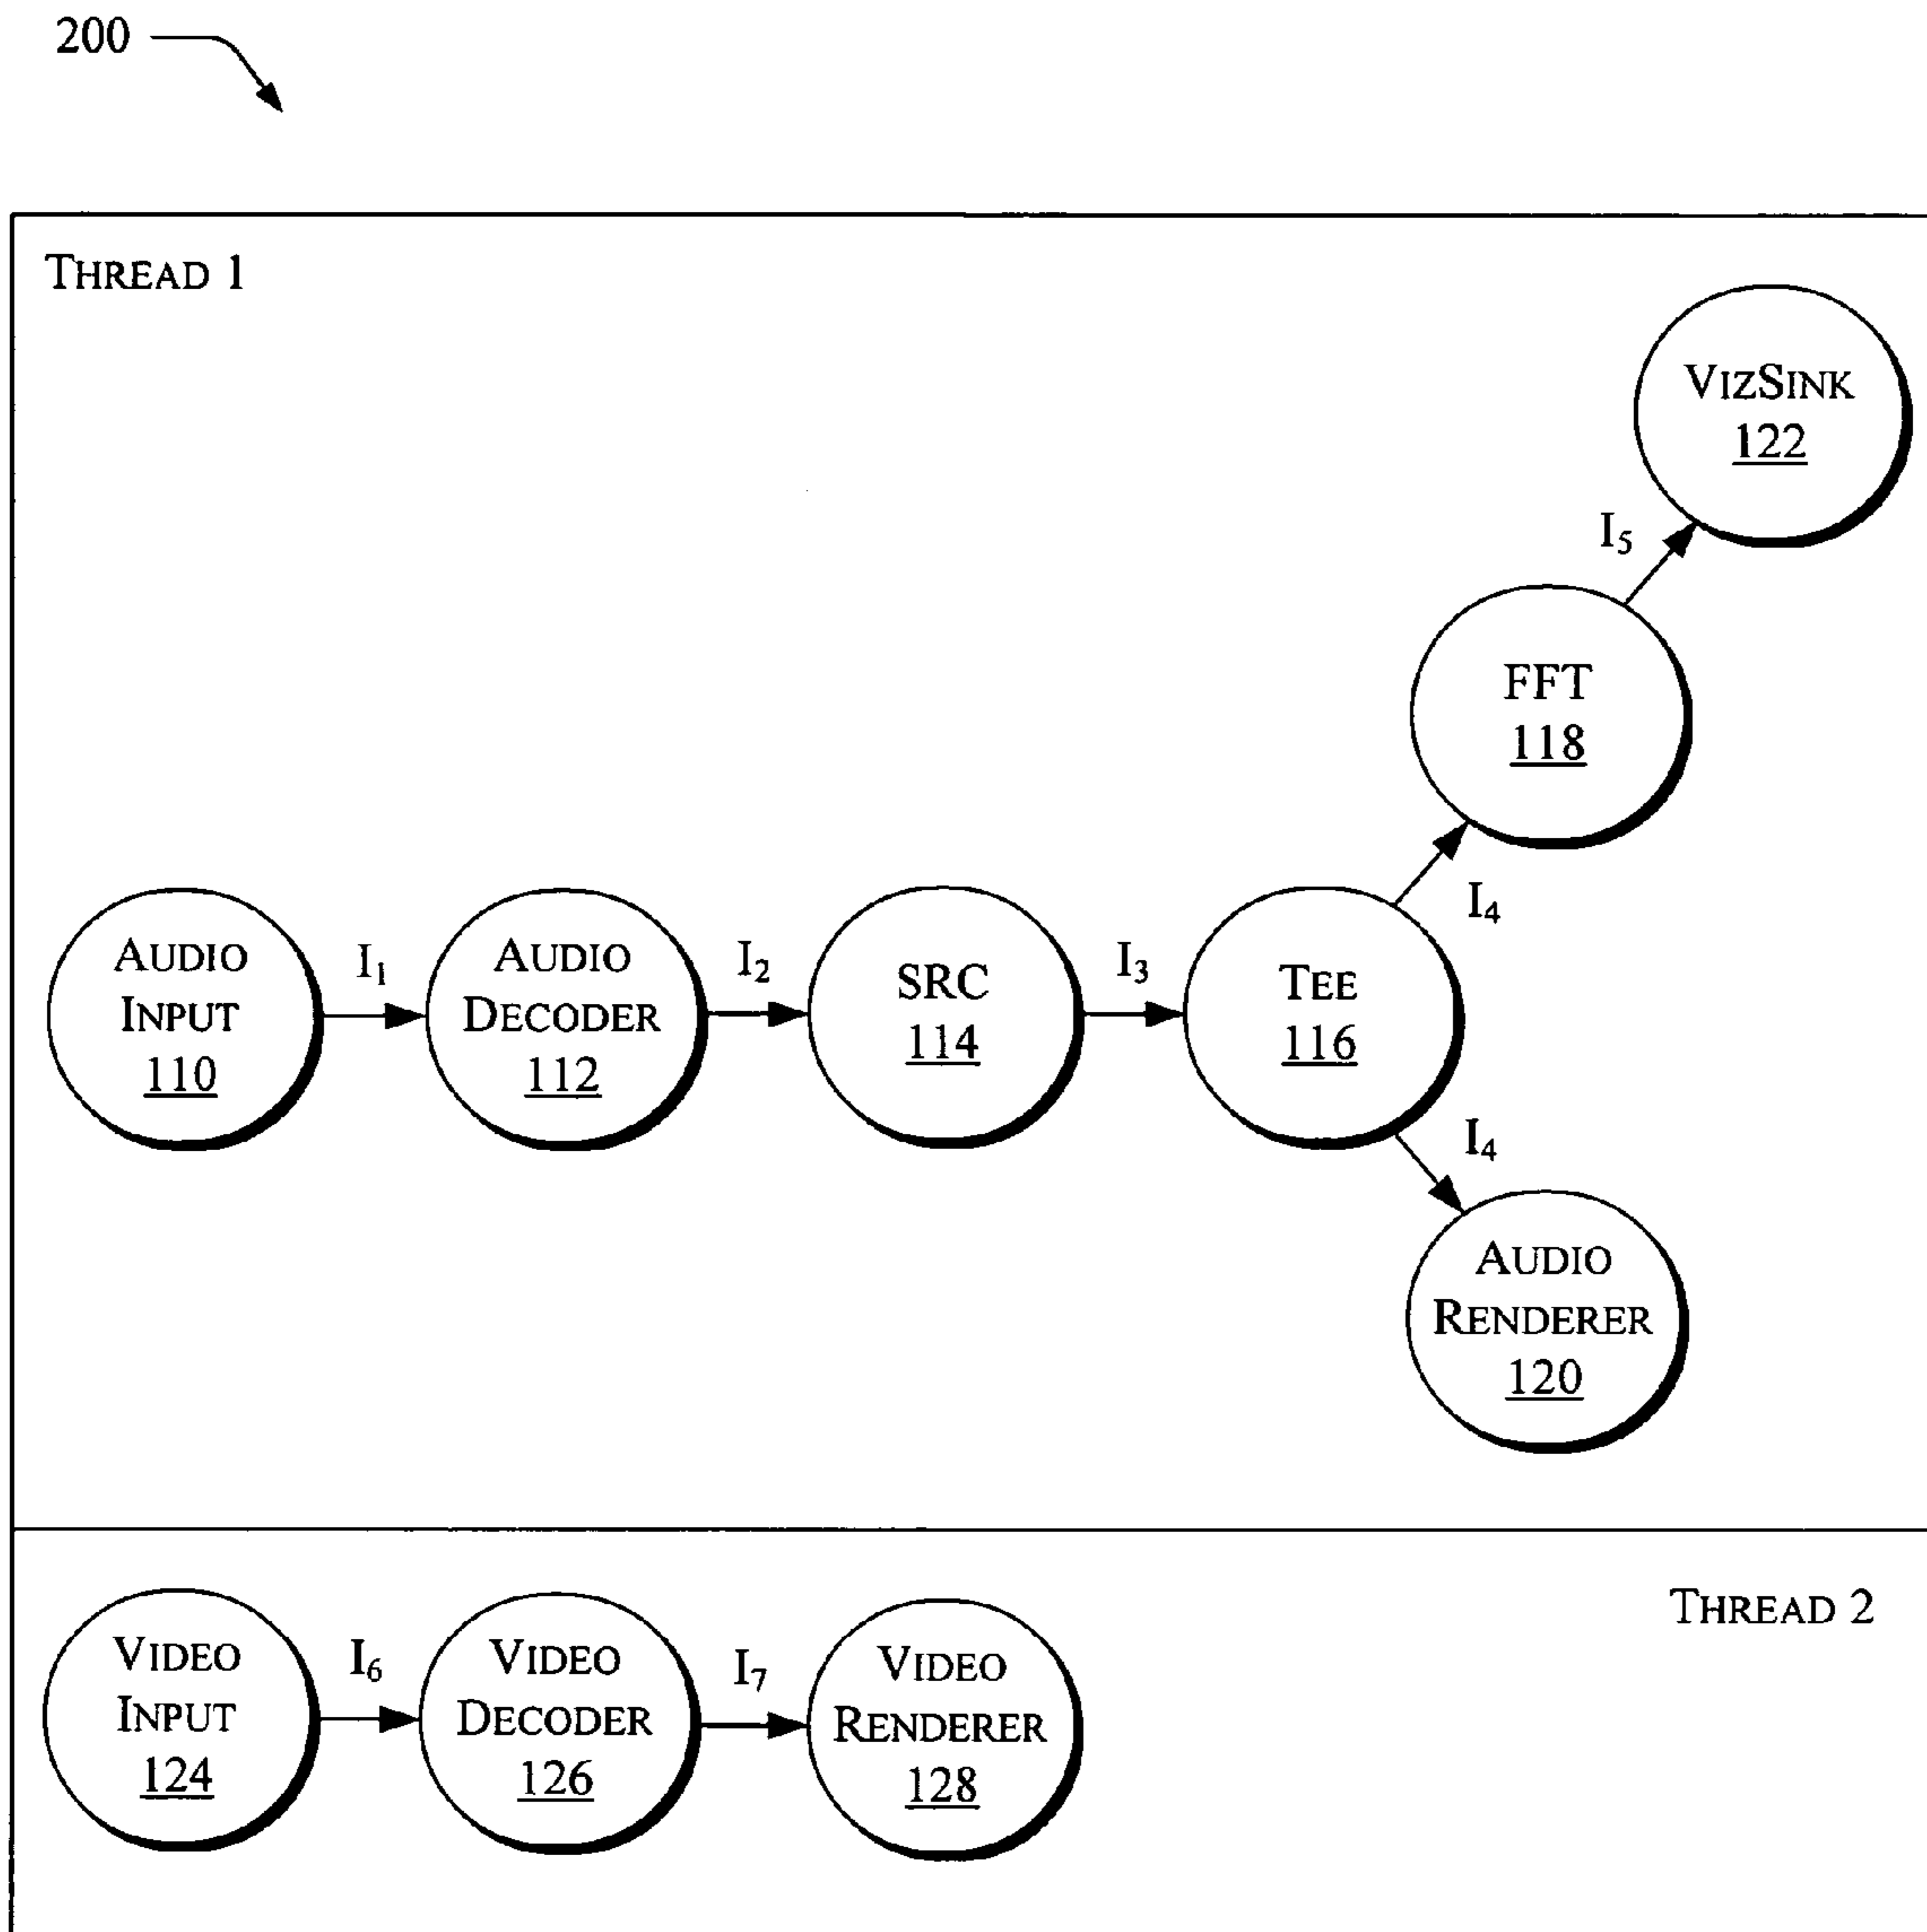 200
THREAD 1
VIZSINK
122
I5
FFT
118
I4
AUDIO
INPUT
110
I1
AUDIO
DECODER
112
I2
SRC
114
I3
TEE
116
I4
AUDIO
RENDERER
120
THREAD 2
VIDEO
INPUT
124
I6
VIDEO
DECODER
126
I7
VIDEO
RENDERER
128